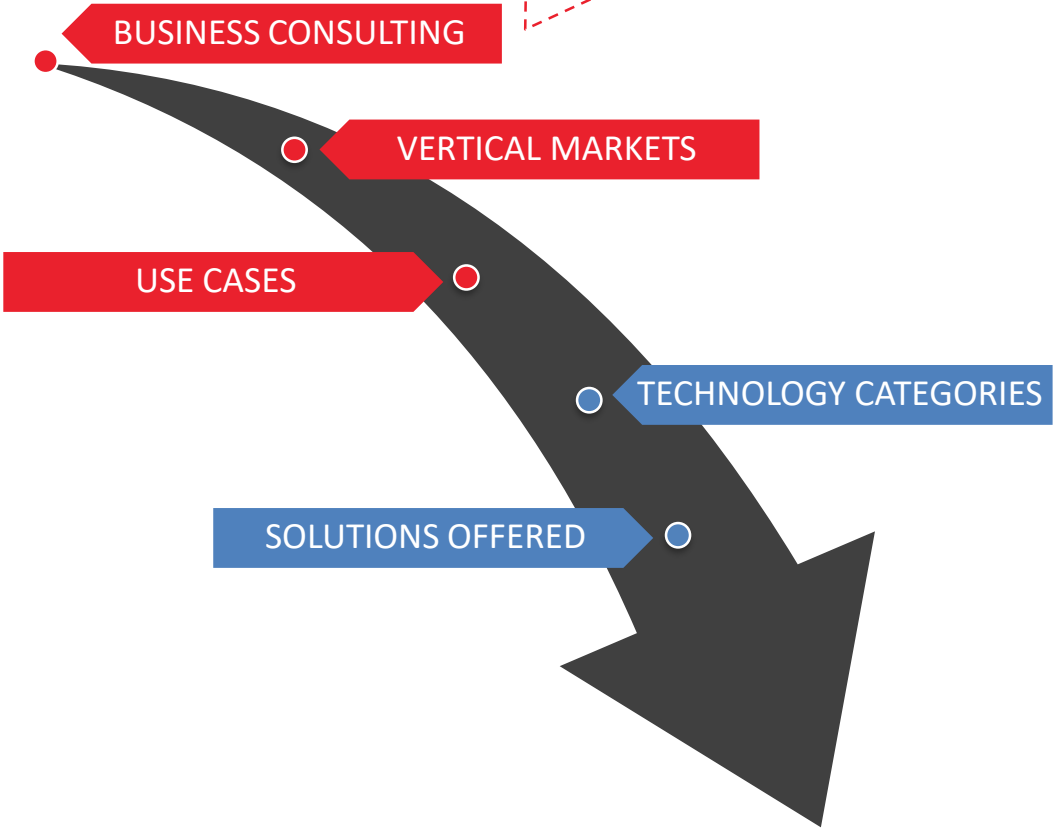 BUSINESS CONSULTING
VERTICAL MARKETS
USE CASES
TECHNOLOGY CATEGORIES
SOLUTIONS OFFERED